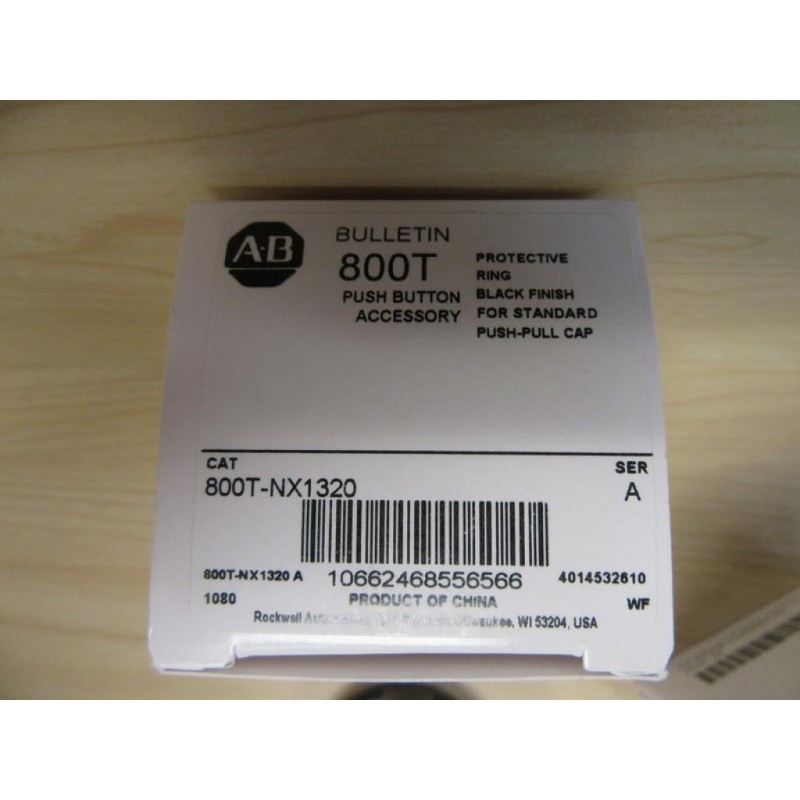 A-B
BULLETIN
800T
PUSH BUTTON
ACCESSORY
PROTECTIVE
RING
BLACK FINISH
FOR STANDARD
PUSH-PULL CAP
CAT
SER
800T-NX1320
A
800T-NX1320 A
10662468556566
4014532610
1080
PRODUCT OF CHINA
WF
Rockwell WI 53204, USA